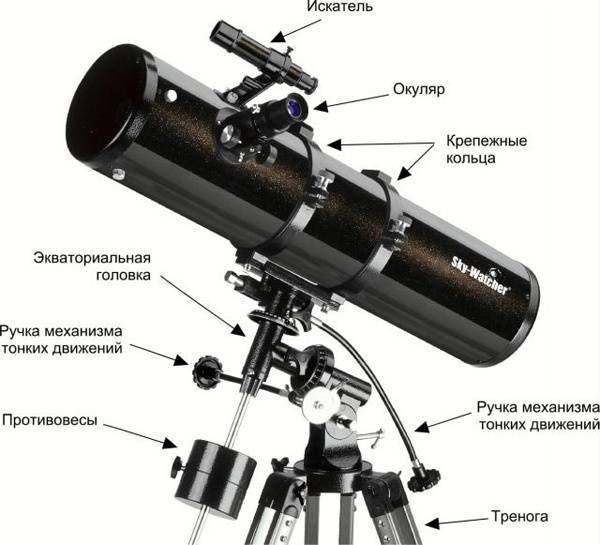 Искатель
Окуляр
Крепежные
кольца
Sky-Watcher
Экваториальная
головка
Ручка механизма
тонких движений
Противовесы
Ручка механизма
тонких движений
Тренога